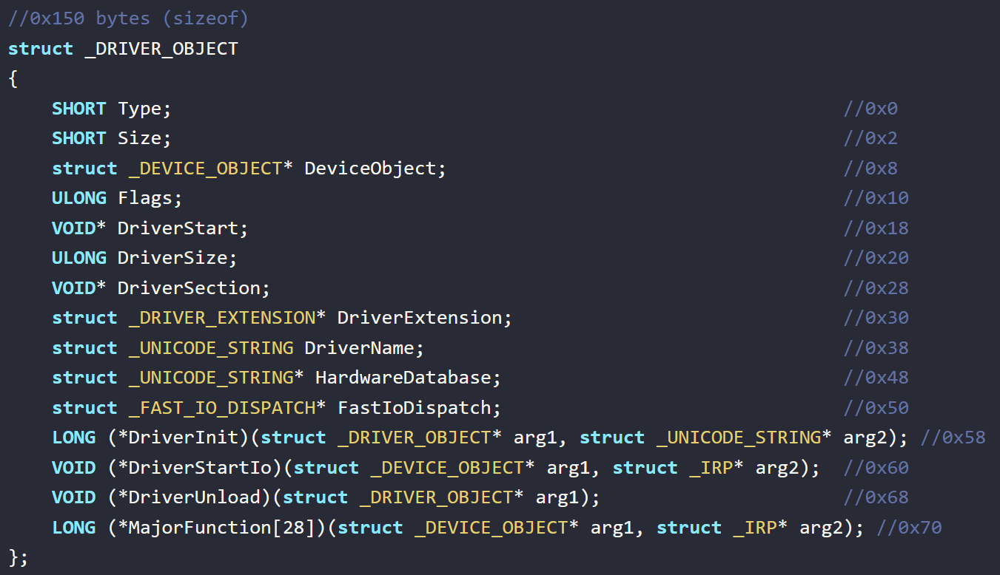 //0x150 bytes (sizeof)
struct _DRIVER_OBJECT
{
    SHORT Type;                                                             //0x0
    SHORT Size;                                                             //0x2
    struct _DEVICE_OBJECT* DeviceObject;                                    //0x8
    ULONG Flags;                                                            //0x10
    VOID* DriverStart;                                                      //0x18
    ULONG DriverSize;                                                       //0x20
    VOID* DriverSection;                                                    //0x28
    struct _DRIVER_EXTENSION* DriverExtension;                              //0x30
    struct _UNICODE_STRING DriverName;                                      //0x38
    struct _UNICODE_STRING* HardwareDatabase;                               //0x48
    struct _FAST_IO_DISPATCH* FastIoDispatch;                               //0x50
    LONG (*DriverInit)(struct _DRIVER_OBJECT* arg1, struct _UNICODE_STRING* arg2); //0x58
    VOID (*DriverStartIo)(struct _DEVICE_OBJECT* arg1, struct _IRP* arg2);  //0x60
    VOID (*DriverUnload)(struct _DRIVER_OBJECT* arg1);                      //0x68
    LONG (*MajorFunction[28])(struct _DEVICE_OBJECT* arg1, struct _IRP* arg2); //0x70
};